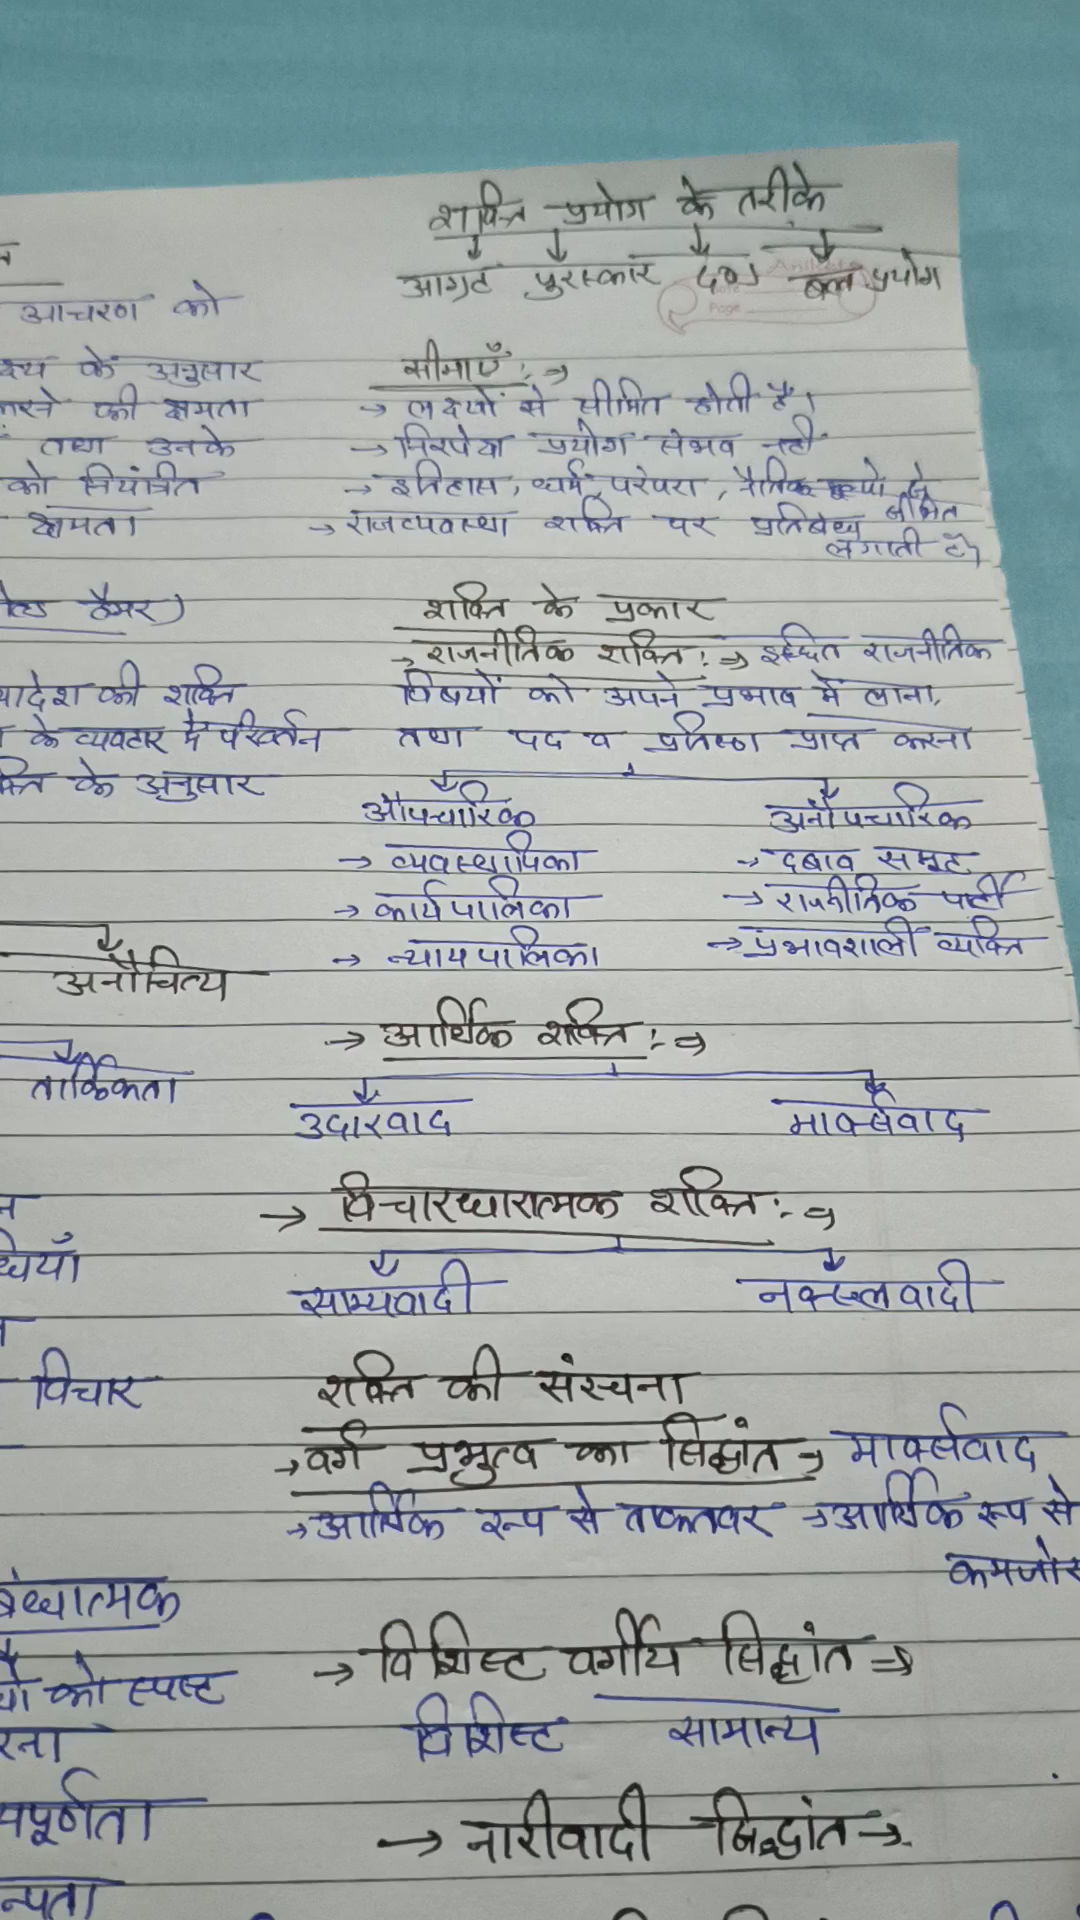 शक्ति प्रयोग के तरीके
आग्रह पुरस्कार दण्ड बल प्रयोग
सीमाएँ :⇒
→ लक्ष्यों से सीमित होती है।
→ निरपेक्ष प्रयोग संभव नहीं
→ इतिहास, धर्म, परंपरा, नैतिक मूल्यों से सीमित
→ राजव्यवस्था शक्ति पर प्रतिबंध लगाती है
शक्ति के प्रकार
→ राजनीतिक शक्ति :⇒ राजनीतिक
विषयों को अपने प्रभाव में लाना,
तथा पद व प्रतिष्ठा प्राप्त करना
औपचारिक अनौपचारिक
→ व्यवस्थापिका → दबाव समूह
→ कार्यपालिका → राजनीतिक पार्टी
→ न्यायपालिका → प्रभावशाली व्यक्ति
→ आर्थिक शक्ति :⇒
उदारवाद मार्क्सवाद
→ विचारधारात्मक शक्ति :⇒
साम्यवादी नक्सलवादी
शक्ति की संरचना
→ वर्ग प्रभुत्व का सिद्धांत ⇒ मार्क्सवाद
→ आर्थिक रूप से ताकतवर → आर्थिक रूप से
कमजोर
→ विशिष्ट वर्गीय सिद्धांत ⇒
विशिष्ट सामान्य
→ नारीवादी सिद्धांत →
आचरण को
के अनुसार
करने की क्षमता
तथा उनके
को नियंत्रित
क्षमता
की शक्ति
के व्यवहार में परिवर्तन
के अनुसार
अनौचित्य
तार्किकता
विचार
को स्पष्ट